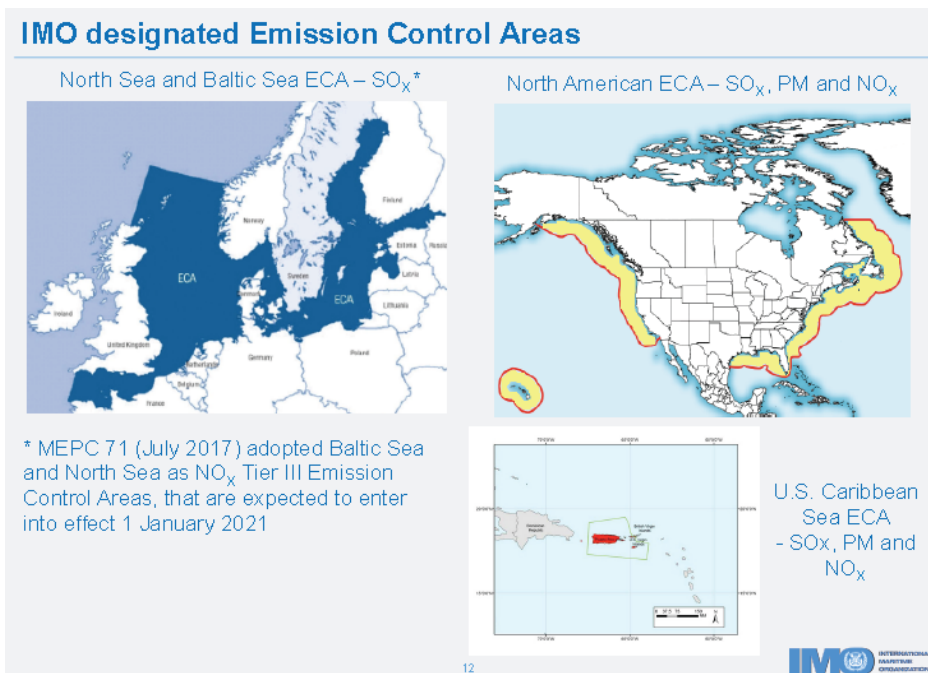 IMO designated Emission Control Areas
North Sea and Baltic Sea ECA – SOX*
North American ECA – SOX, PM and NOX
Norway
Finland
Sweden
Estonia
Russia
Latria
Lithuania
ECA
ECA
Ireland
United Kingdom
Netherlands
Belgium
Germany
Poland
France
* MEPC 71 (July 2017) adopted Baltic Sea
and North Sea as NOX Tier III Emission
Control Areas, that are expected to enter
into effect 1 January 2021
U.S. Caribbean
Sea ECA
- SOx, PM and
NOX
12
IMO
INTERNATIONAL
MARITIME
ORGANIZATION